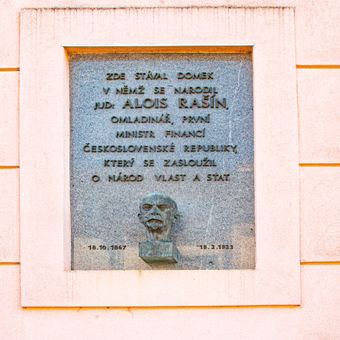 ZDE STÁVAL DOMEK
V NĚMŽ SE NARODIL
JUDr ALOIS RAŠÍN,
OMLADINÁŘ, PRVNÍ
MINISTR FINANCÍ
ČESKOSLOVENSKÉ REPUBLIKY,
KTERÝ SE ZASLOUŽIL
O NÁROD VLAST A STÁT
18.10.1867 18.2.1923